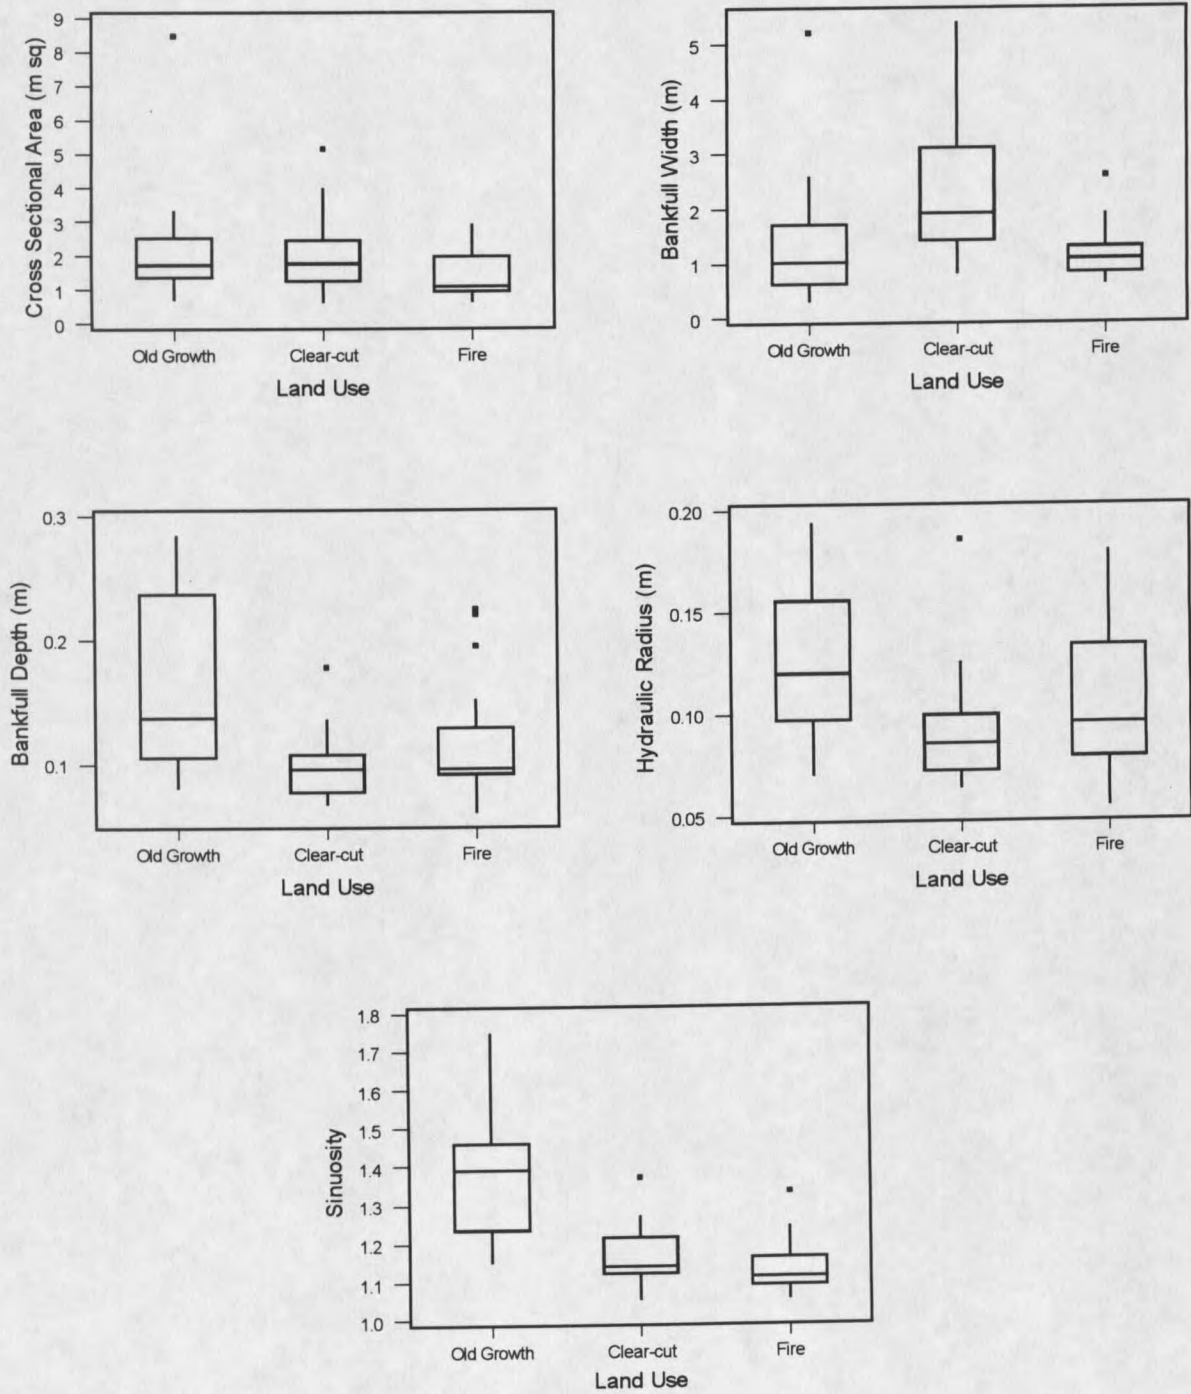 Cross Sectional Area (m sq)
9
8
7
6
5
4
3
2
1
0
Old Growth Clear-cut Fire
Land Use
Bankfull Width (m)
5
4
3
2
1
0
Old Growth Clear-cut Fire
Land Use
Bankfull Depth (m)
0.3
0.2
0.1
Old Growth Clear-cut Fire
Land Use
Hydraulic Radius (m)
0.20
0.15
0.10
0.05
Old Growth Clear-cut Fire
Land Use
Sinuosity
1.8
1.7
1.6
1.5
1.4
1.3
1.2
1.1
1.0
Old Growth Clear-cut Fire
Land Use